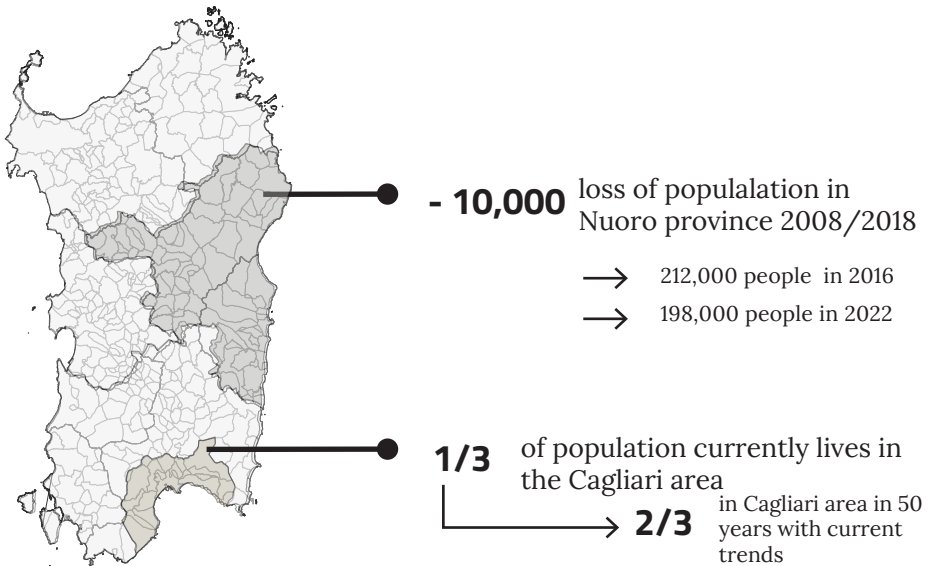 - 10,000 loss of populalation in
Nuoro province 2008/2018
212,000 people in 2016
198,000 people in 2022
1/3 of population currently lives in
the Cagliari area
2/3 in Cagliari area in 50
years with current
trends